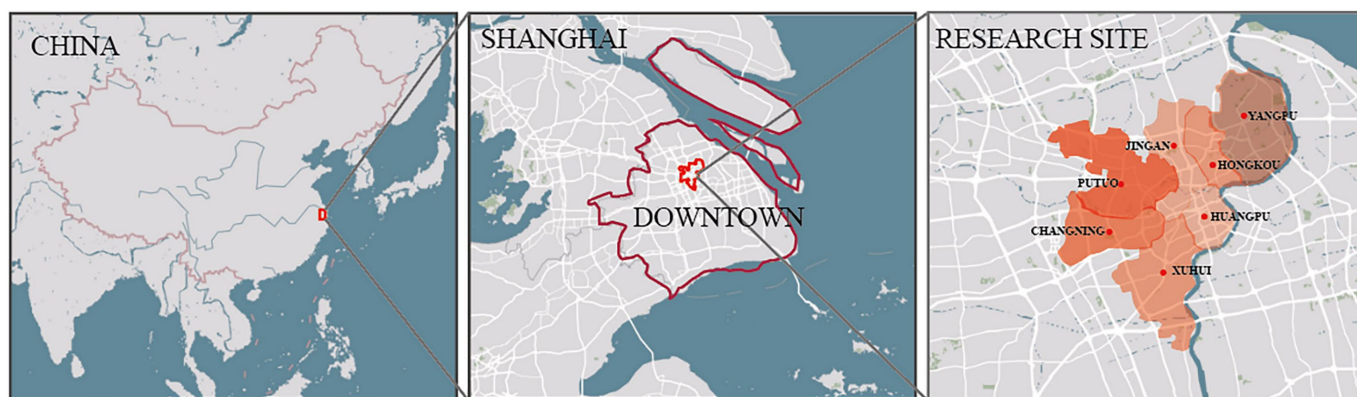 CHINA
SHANGHAI
DOWNTOWN
RESEARCH SITE
YANGPU
JINGAN
HONGKOU
PUTUO
HUANGPU
CHANGNING
XUHUI